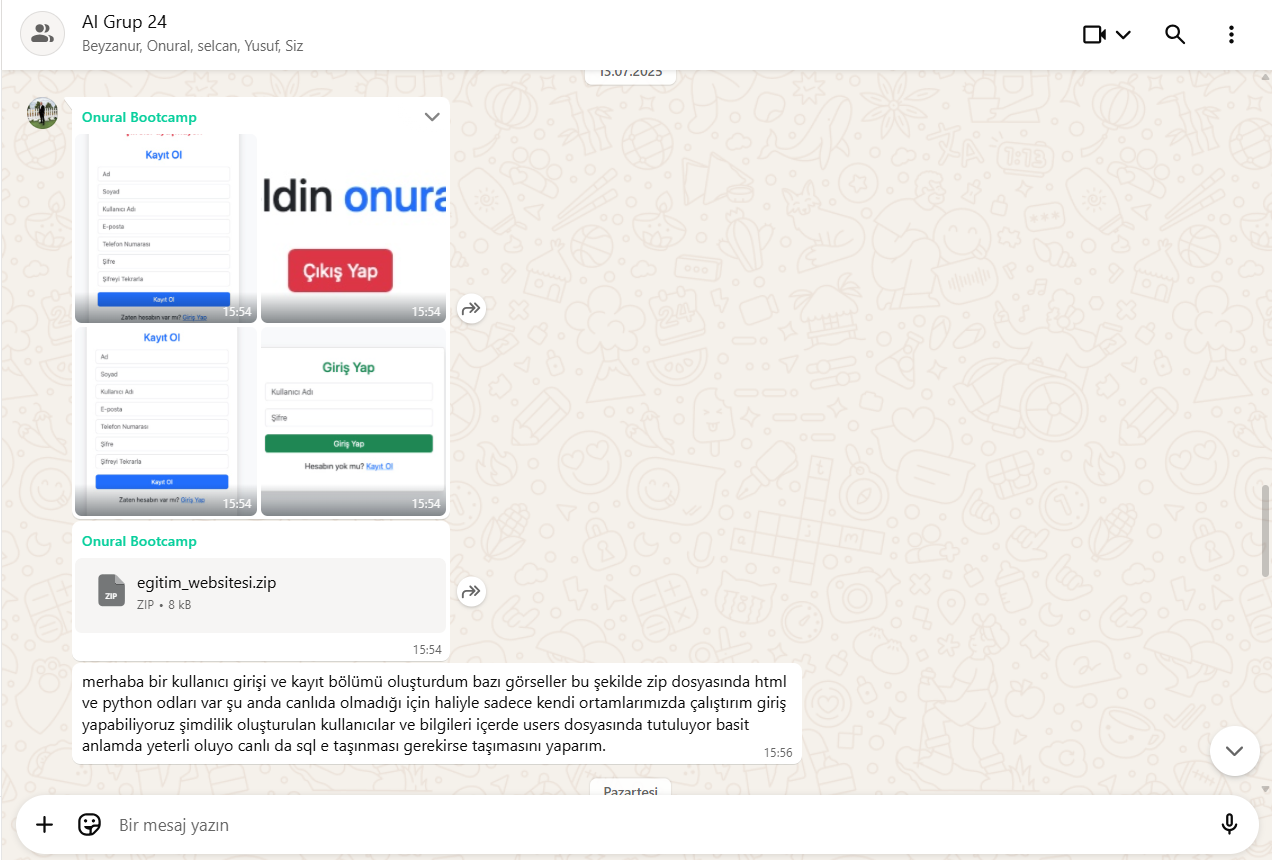 AI Grup 24
Beyzanur, Onural, selcan, Yusuf, Siz
13.07.2025
Onural Bootcamp
Kayıt Ol
Ad
Soyad
Kullanıcı Adı
E-posta
Telefon Numarası
Şifre
Şifreyi Tekrarla
Kayıt Ol
Zaten hesabın var mı? Giriş Yap
15:54
ldin onura
Çıkış Yap
15:54
Kayıt Ol
Ad
Soyad
Kullanıcı Adı
E-posta
Telefon Numarası
Şifre
Şifreyi Tekrarla
Kayıt Ol
Zaten hesabın var mı? Giriş Yap
15:54
Giriş Yap
Kullanıcı Adı
Şifre
Giriş Yap
Hesabın yok mu? Kayıt Ol
15:54
Onural Bootcamp
ZIP
egitim_websitesi.zip
ZIP • 8 kB
15:54
merhaba bir kullanıcı girişi ve kayıt bölümü oluşturdum bazı görseller bu şekilde zip dosyasında html
ve python odları var şu anda canlıda olmadığı için haliyle sadece kendi ortamlarımızda çalıştırım giriş
yapabiliyoruz şimdilik oluşturulan kullanıcılar ve bilgileri içerde users dosyasında tutuluyor basit
anlamda yeterli oluyo canlı da sql e taşınması gerekirse taşımasını yaparım.
15:56
Pazartesi
Bir mesaj yazın